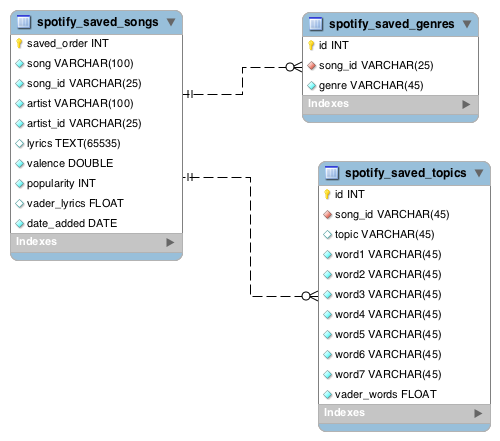 spotify_saved_songs
saved_order INT
song VARCHAR(100)
song_id VARCHAR(25)
artist VARCHAR(100)
artist_id VARCHAR(25)
lyrics TEXT(65535)
valence DOUBLE
popularity INT
vader_lyrics FLOAT
date_added DATE
Indexes
spotify_saved_genres
id INT
song_id VARCHAR(25)
genre VARCHAR(45)
Indexes
spotify_saved_topics
id INT
song_id VARCHAR(45)
topic VARCHAR(45)
word1 VARCHAR(45)
word2 VARCHAR(45)
word3 VARCHAR(45)
word4 VARCHAR(45)
word5 VARCHAR(45)
word6 VARCHAR(45)
word7 VARCHAR(45)
vader_words FLOAT
Indexes